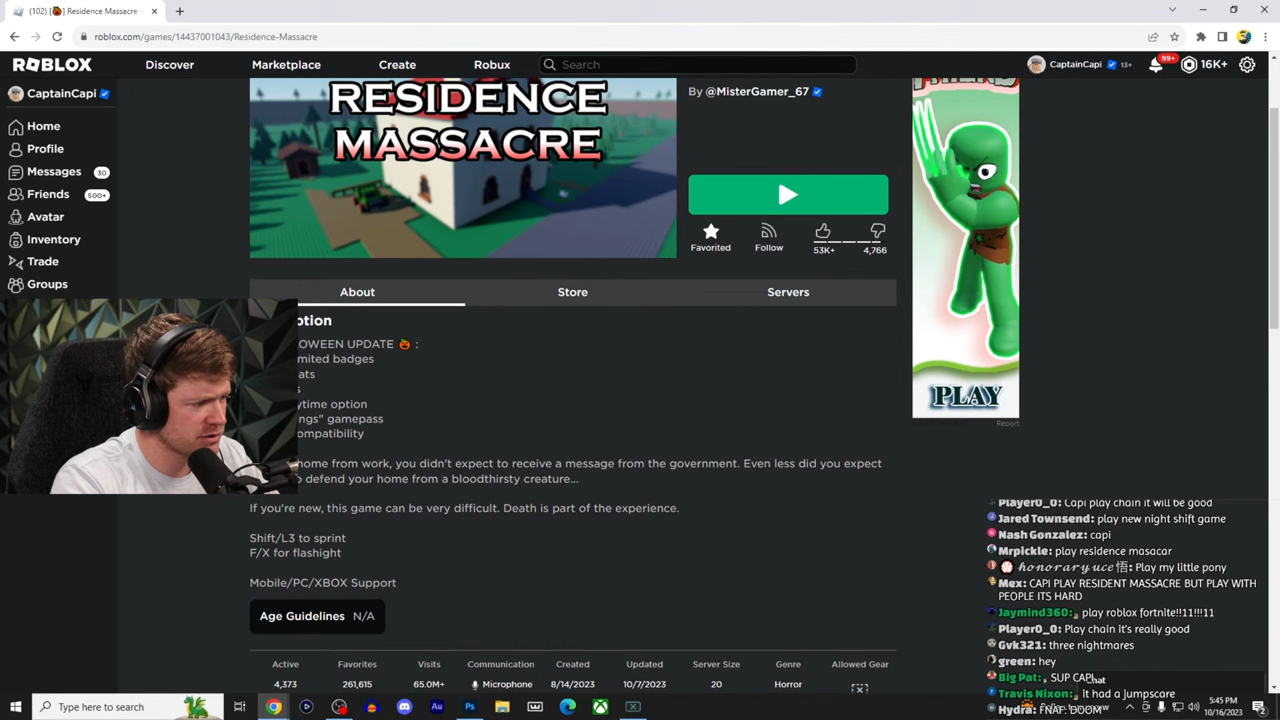 (102) [🎃] Residence Massacre -
roblox.com/games/14437001043/Residence-Massacre
ROBLOX
Discover
Marketplace
Create
Robux
Search
CaptainCapi
13+
99+
16K+
CaptainCapi
Home
Profile
Messages
30
Friends
500+
Avatar
Inventory
Trade
Groups
RESIDENCE
MASSACRE
By @MisterGamer_67
Favorited
Follow
53K+
4,766
PLAY
Report
About
Store
Servers
UPDATE 🎃 :
badges
option
gamepass
home from work, you didn't expect to receive a message from the government. Even less did you expect
to defend your home from a bloodthirsty creature...
If you're new, this game can be very difficult. Death is part of the experience.
Shift/L3 to sprint
F/X for flashight
Mobile/PC/XBOX Support
Age Guidelines N/A
Active
Favorites
Visits
Communication
Created
Updated
Server Size
Genre
Allowed Gear
4,373
261,615
65.0M+
Microphone
8/14/2023
10/7/2023
20
Horror
Player0_0: Capi play chain it will be good
Jared Townsend: play new night shift game
Nash Gonzalez: capi
Mrpickle: play residence masacar
𝓱𝓸𝓷𝓸𝓻𝓪𝓻𝔂 𝓾𝓬𝓮 悟: Play my little pony
Mex: CAPI PLAY RESIDENT MASSACRE BUT PLAY WITH
PEOPLE ITS HARD
Jaymind360: play roblox fortnite!!11!!!11
Player0_0: Play chain it's really good
Gvk321: three nightmares
green: hey
Big Pat: SUP CAPI
Travis Nixon: it had a jumpscare
Hydra: FNAF DOOM
Type here to search
5:45 PM
10/16/2023